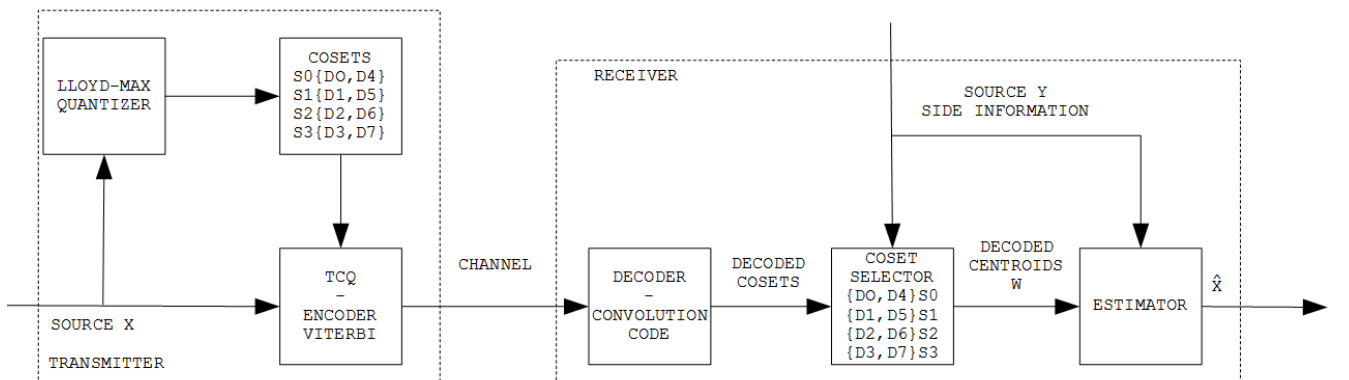 LLOYD-MAX
QUANTIZER
COSETS
S0{DO,D4}
S1{D1,D5}
S2{D2,D6}
S3{D3,D7}
TCQ
-
ENCODER
VITERBI
SOURCE X
TRANSMITTER
CHANNEL
RECEIVER
SOURCE Y
SIDE INFORMATION
DECODER
-
CONVOLUTION
CODE
DECODED
COSETS
COSET
SELECTOR
{DO,D4}S0
{D1,D5}S1
{D2,D6}S2
{D3,D7}S3
DECODED
CENTROIDS
W
ESTIMATOR
X̂